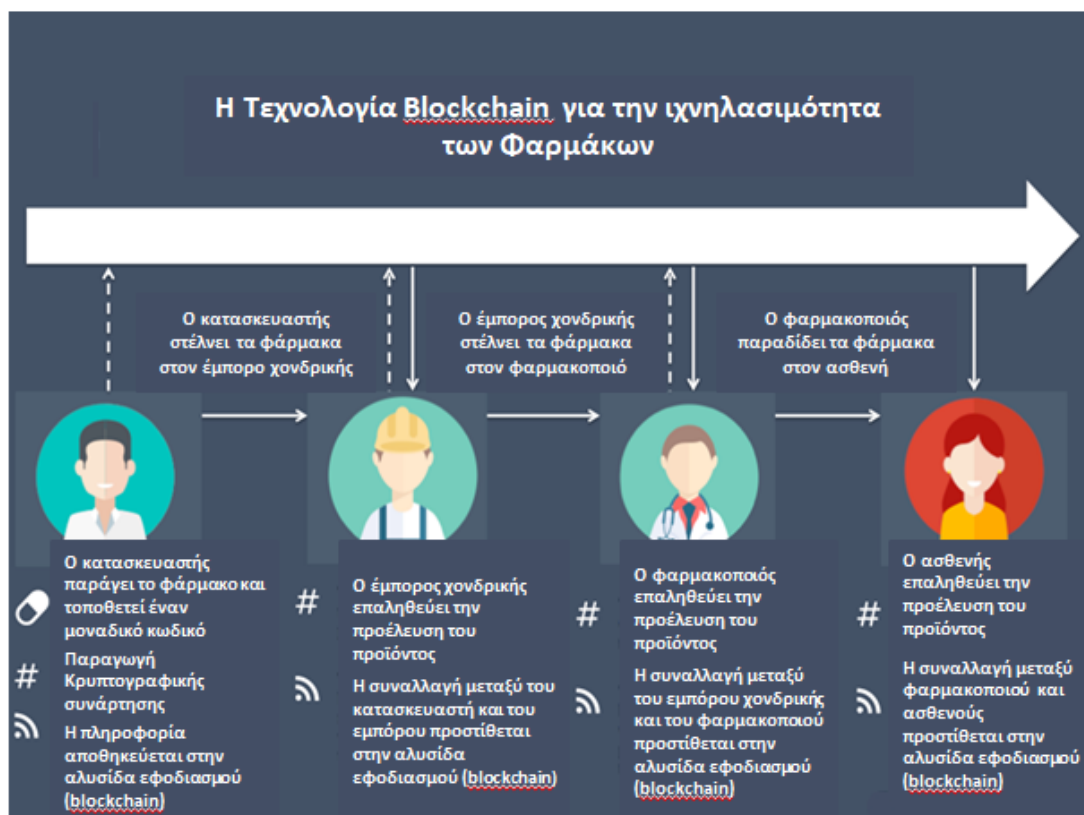 Η Τεχνολογία Blockchain για την ιχνηλασιμότητα
των Φαρμάκων
Ο κατασκευαστής
στέλνει τα φάρμακα
στον έμπορο χονδρικής
Ο έμπορος χονδρικής
στέλνει τα φάρμακα
στον φαρμακοποιό
Ο φαρμακοποιός
παραδίδει τα φάρμακα
στον ασθενή
Ο κατασκευαστής
παράγει το φάρμακο και
τοποθετεί έναν
μοναδικό κωδικό
#
Παραγωγή
Κρυπτογραφικής
συνάρτησης
Η πληροφορία
αποθηκεύεται στην
αλυσίδα εφοδιασμού
(blockchain)
#
Ο έμπορος χονδρικής
επαληθεύει την
προέλευση του
προϊόντος
Η συναλλαγή μεταξύ του
κατασκευαστή και του
εμπόρου προστίθεται
στην αλυσίδα
εφοδιασμού (blockchain)
#
Ο φαρμακοποιός
επαληθεύει την
προέλευση του
προϊόντος
Η συναλλαγή μεταξύ
του εμπόρου χονδρικής
και του φαρμακοποιού
προστίθεται στην
αλυσίδα εφοδιασμού
(blockchain)
#
Ο ασθενής
επαληθεύει την
προέλευση του
προϊόντος
Η συναλλαγή μεταξύ
φαρμακοποιού και
ασθενούς
προστίθεται στην
αλυσίδα εφοδιασμού
(blockchain)